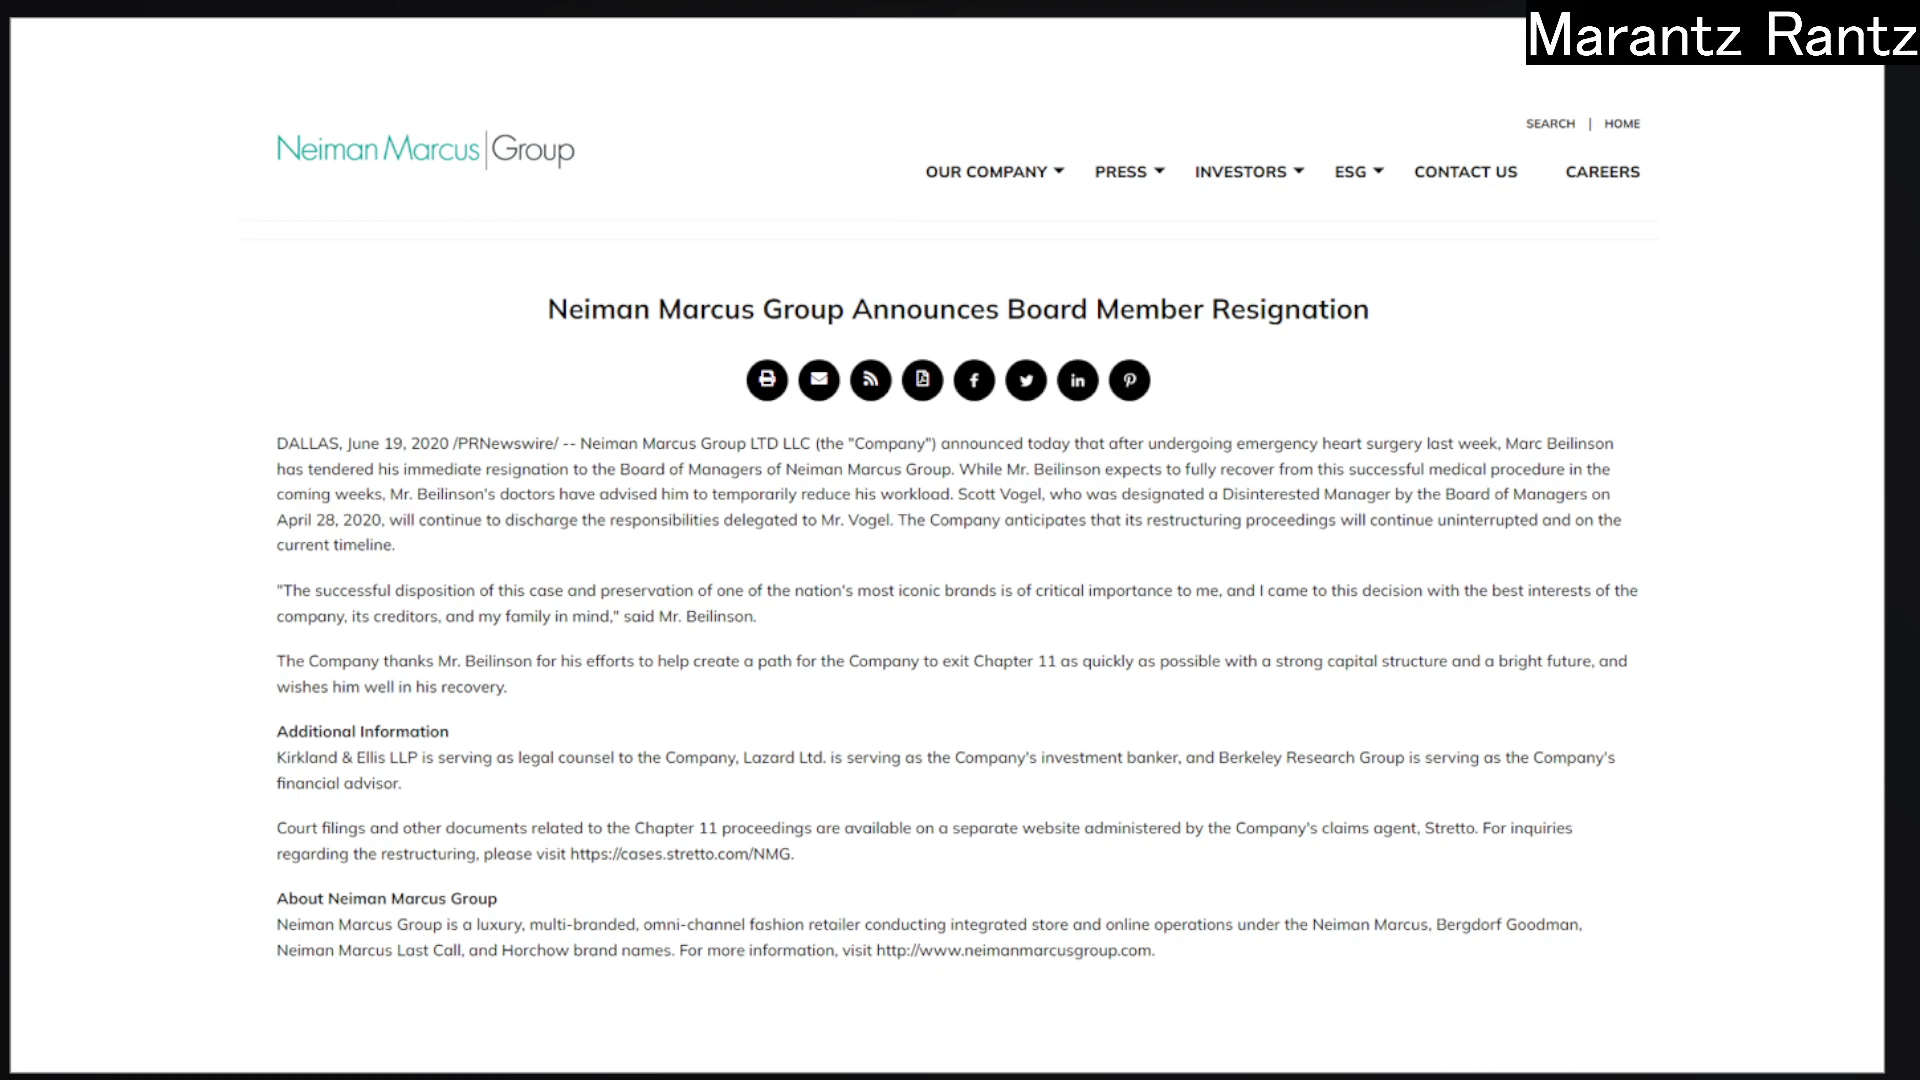 Marantz Rantz
SEARCH | HOME
Neiman Marcus|Group
OUR COMPANY PRESS INVESTORS ESG CONTACT US CAREERS
Neiman Marcus Group Announces Board Member Resignation
DALLAS, June 19, 2020 /PRNewswire/ -- Neiman Marcus Group LTD LLC (the "Company") announced today that after undergoing emergency heart surgery last week, Marc Beilinson
has tendered his immediate resignation to the Board of Managers of Neiman Marcus Group. While Mr. Beilinson expects to fully recover from this successful medical procedure in the
coming weeks, Mr. Beilinson's doctors have advised him to temporarily reduce his workload. Scott Vogel, who was designated a Disinterested Manager by the Board of Managers on
April 28, 2020, will continue to discharge the responsibilities delegated to Mr. Vogel. The Company anticipates that its restructuring proceedings will continue uninterrupted and on the
current timeline.
"The successful disposition of this case and preservation of one of the nation's most iconic brands is of critical importance to me, and I came to this decision with the best interests of the
company, its creditors, and my family in mind," said Mr. Beilinson.
The Company thanks Mr. Beilinson for his efforts to help create a path for the Company to exit Chapter 11 as quickly as possible with a strong capital structure and a bright future, and
wishes him well in his recovery.
Additional Information
Kirkland & Ellis LLP is serving as legal counsel to the Company, Lazard Ltd. is serving as the Company's investment banker, and Berkeley Research Group is serving as the Company's
financial advisor.
Court filings and other documents related to the Chapter 11 proceedings are available on a separate website administered by the Company's claims agent, Stretto. For inquiries
regarding the restructuring, please visit https://cases.stretto.com/NMG.
About Neiman Marcus Group
Neiman Marcus Group is a luxury, multi-branded, omni-channel fashion retailer conducting integrated store and online operations under the Neiman Marcus, Bergdorf Goodman,
Neiman Marcus Last Call, and Horchow brand names. For more information, visit http://www.neimanmarcusgroup.com.